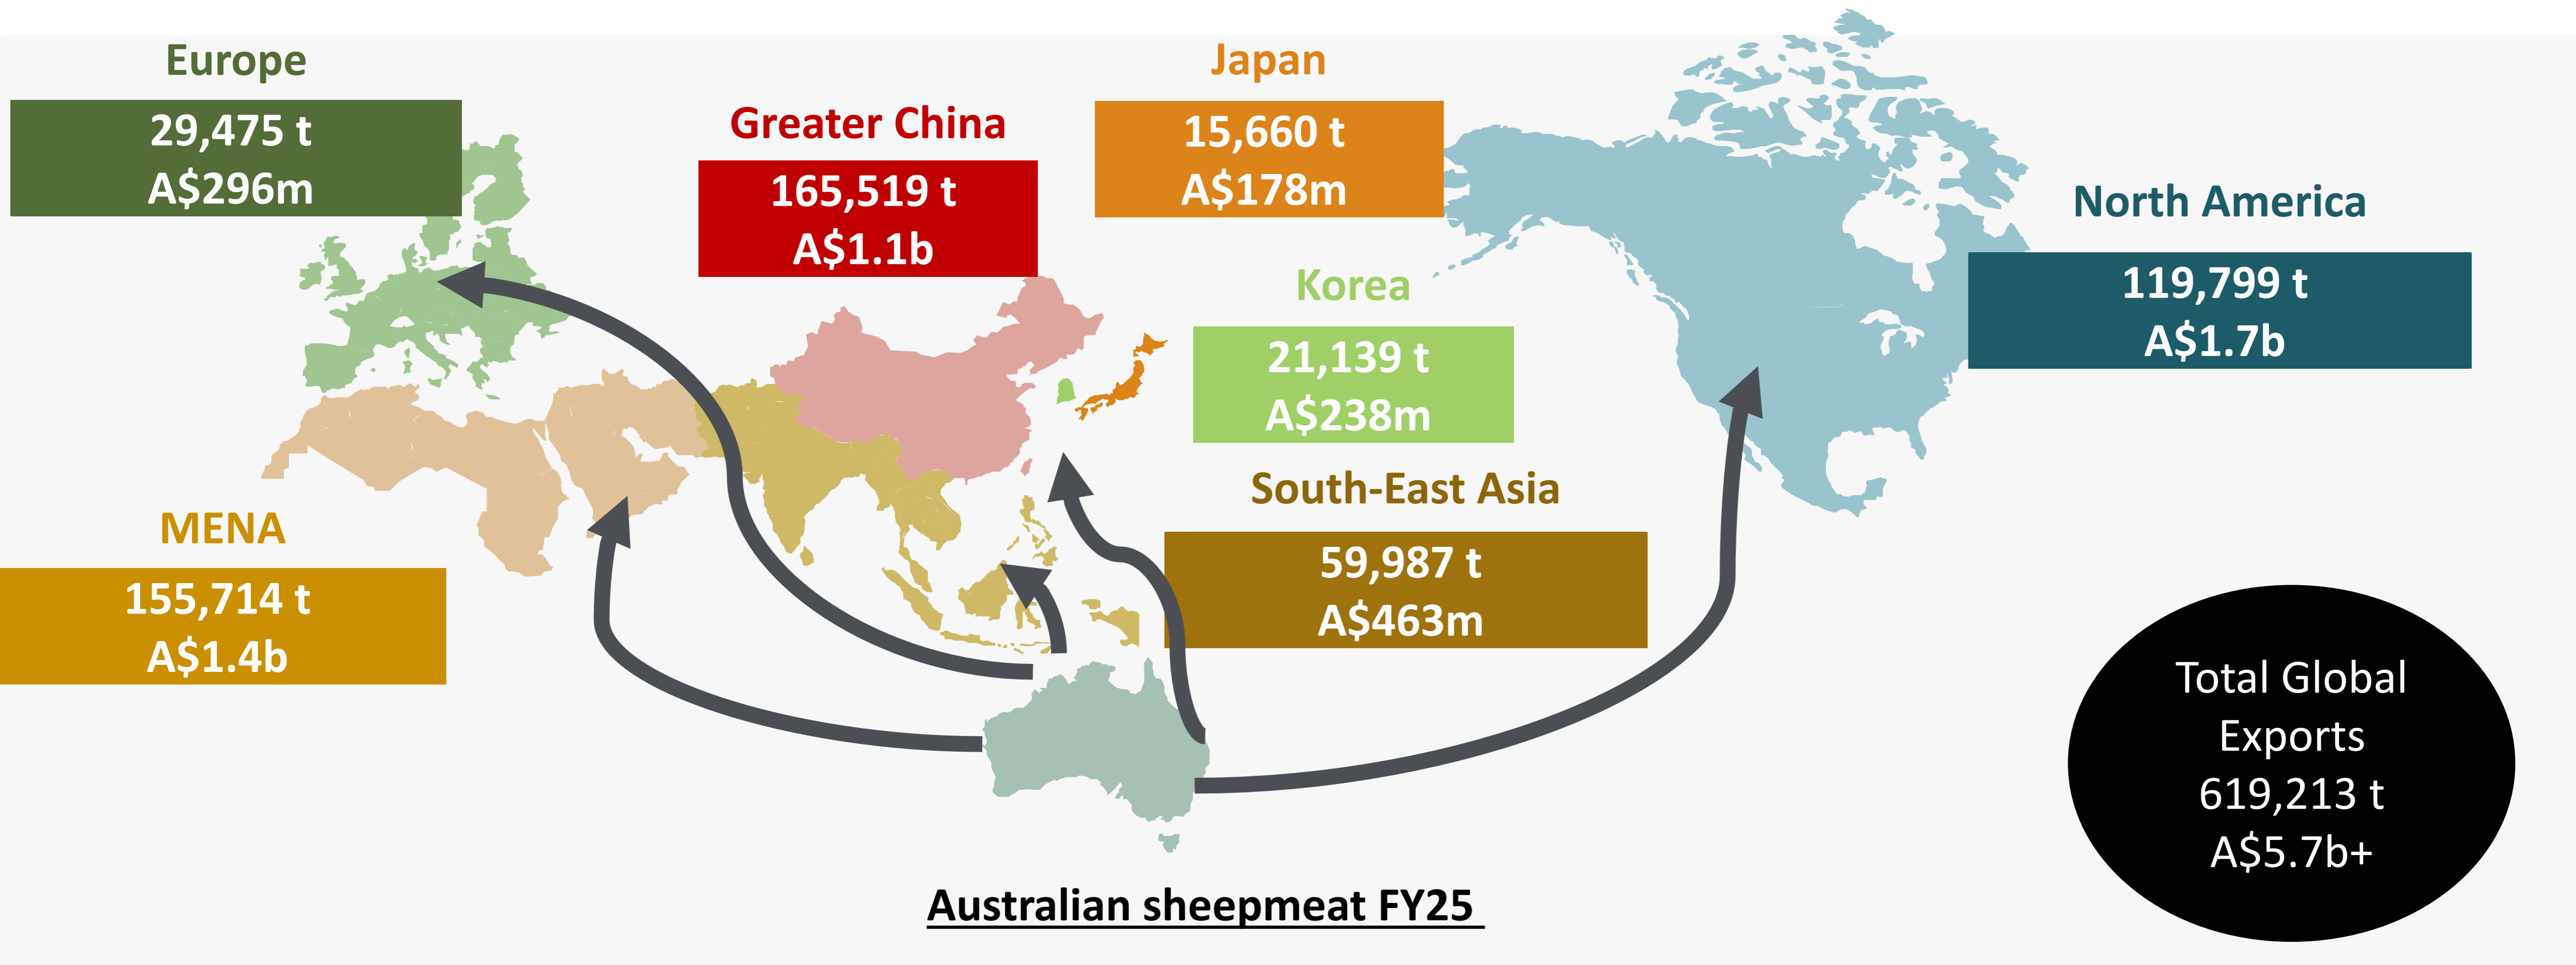 Europe
29,475 t
A$296m
Greater China
165,519 t
A$1.1b
Japan
15,660 t
A$178m
North America
119,799 t
A$1.7b
Korea
21,139 t
A$238m
South-East Asia
59,987 t
A$463m
MENA
155,714 t
A$1.4b
Total Global
Exports
619,213 t
A$5.7b+
Australian sheepmeat FY25